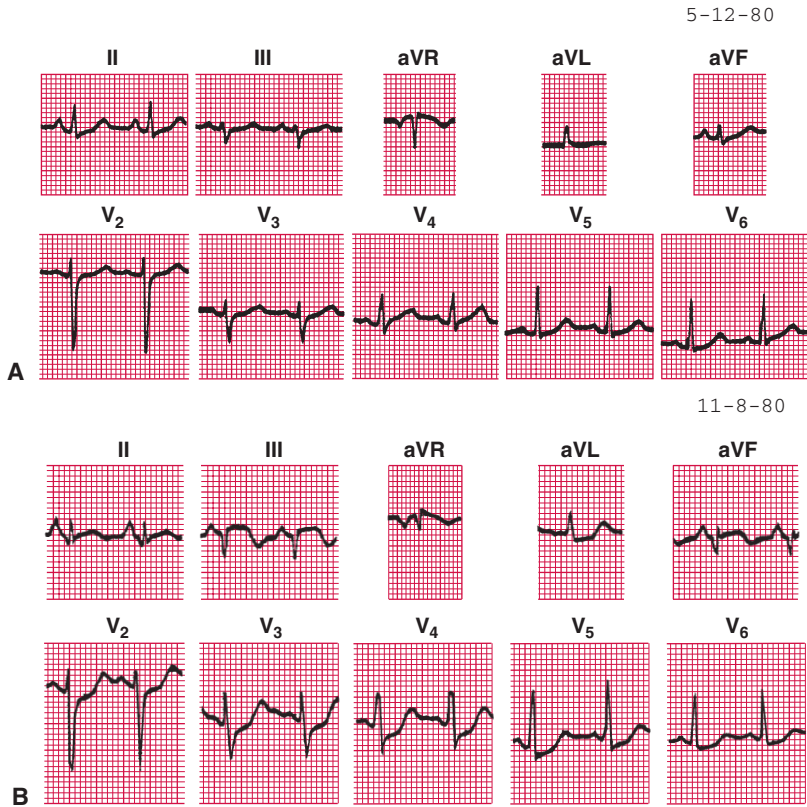 5-12-80
II III aVR aVL aVF
V2 V3 V4 V5 V6
A
11-8-80
II III aVR aVL aVF
V2 V3 V4 V5 V6
B